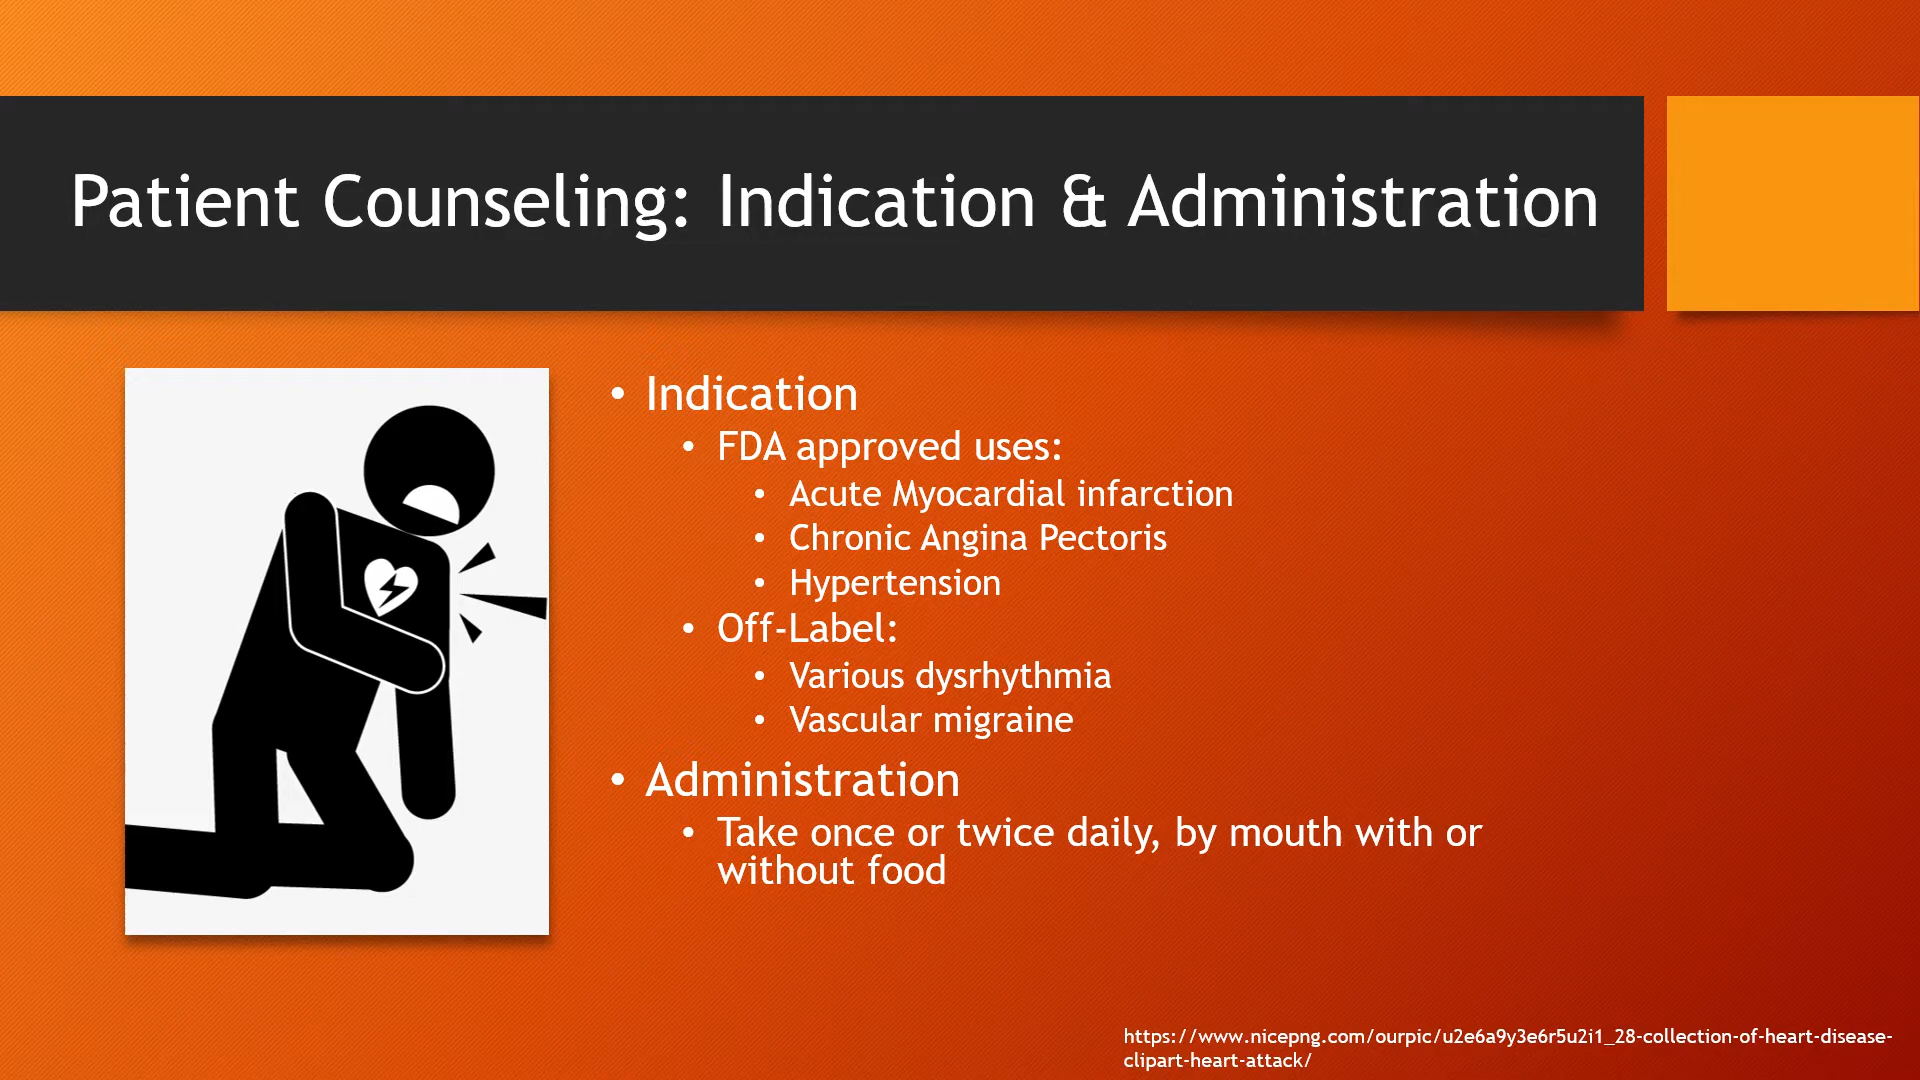 Patient Counseling: Indication & Administration
• Indication
• FDA approved uses:
• Acute Myocardial infarction
• Chronic Angina Pectoris
• Hypertension
• Off-Label:
• Various dysrhythmia
• Vascular migraine
• Administration
• Take once or twice daily, by mouth with or
without food
https://www.nicepng.com/ourpic/u2e6a9y3e6r5u2i1_28-collection-of-heart-disease-
clipart-heart-attack/